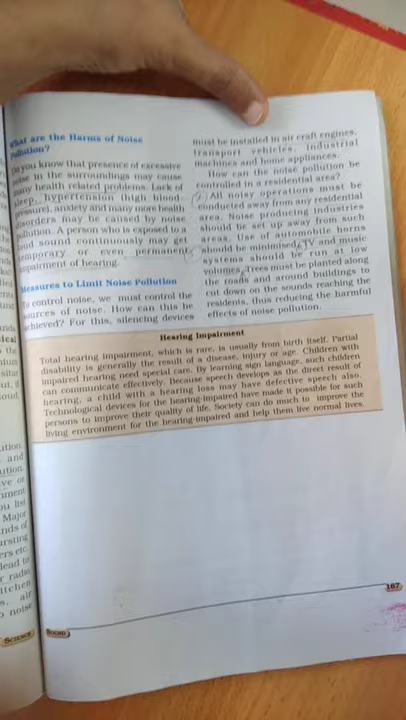 What are the Harms of Noise
Pollution?
Do you know that presence of excessive
noise in the surroundings may cause
many health related problems. Lack of
sleep, hypertension (high blood
pressure), anxiety and many more health
disorders may be caused by noise
pollution. A person who is exposed to a
loud sound continuously may get
temporary or even permanent
impairment of hearing.
Measures to Limit Noise Pollution
To control noise, we must control the
sources of noise. How can this be
achieved? For this, silencing devices
must be installed in air craft engines,
transport vehicles, industrial
machines and home appliances.
How can the noise pollution be
controlled in a residential area?
All noisy operations must be
conducted away from any residential
area. Noise producing industries
should be set up away from such
areas. Use of automobile horns
should be minimised. TV and music
systems should be run at low
volumes. Trees must be planted along
the roads and around buildings to
cut down on the sounds reaching the
residents, thus reducing the harmful
effects of noise pollution.
Hearing Impairment
Total hearing impairment, which is rare, is usually from birth itself. Partial
disability is generally the result of a disease, injury or age. Children with
impaired hearing need special care. By learning sign language, such children
can communicate effectively. Because speech develops as the direct result of
hearing, a child with a hearing loss may have defective speech also.
Technological devices for the hearing-impaired have made it possible for such
persons to improve their quality of life. Society can do much to improve the
living environment for the hearing-impaired and help them live normal lives.
SOUND
167
and
Major
SCIENCE